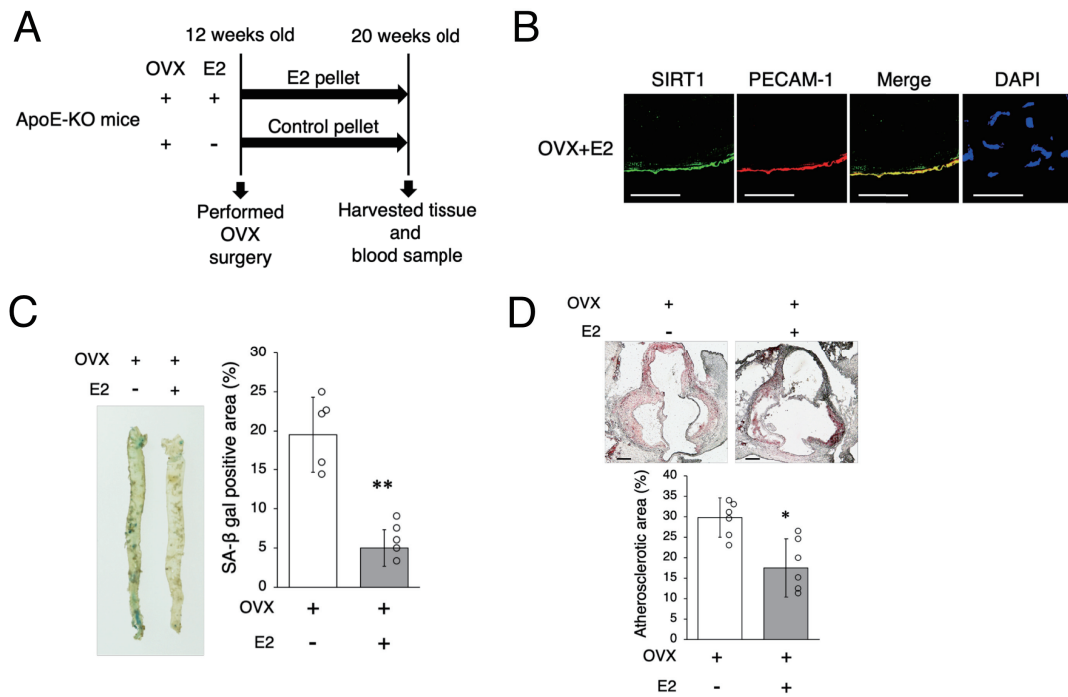 A
12 weeks old
20 weeks old
OVX E2
E2 pellet
+ +
ApoE-KO mice
Control pellet
+ -
Performed
OVX
surgery
Harvested tissue
and
blood sample
B
SIRT1 PECAM-1 Merge DAPI
OVX+E2
C
OVX + +
E2 - +
SA-β gal positive area (%)
30
25
20
15
10
5
0
**
OVX + +
E2 - +
D
OVX + +
E2 - +
Atherosclerotic area (%)
40
35
30
25
20
15
10
5
0
*
OVX + +
E2 - +